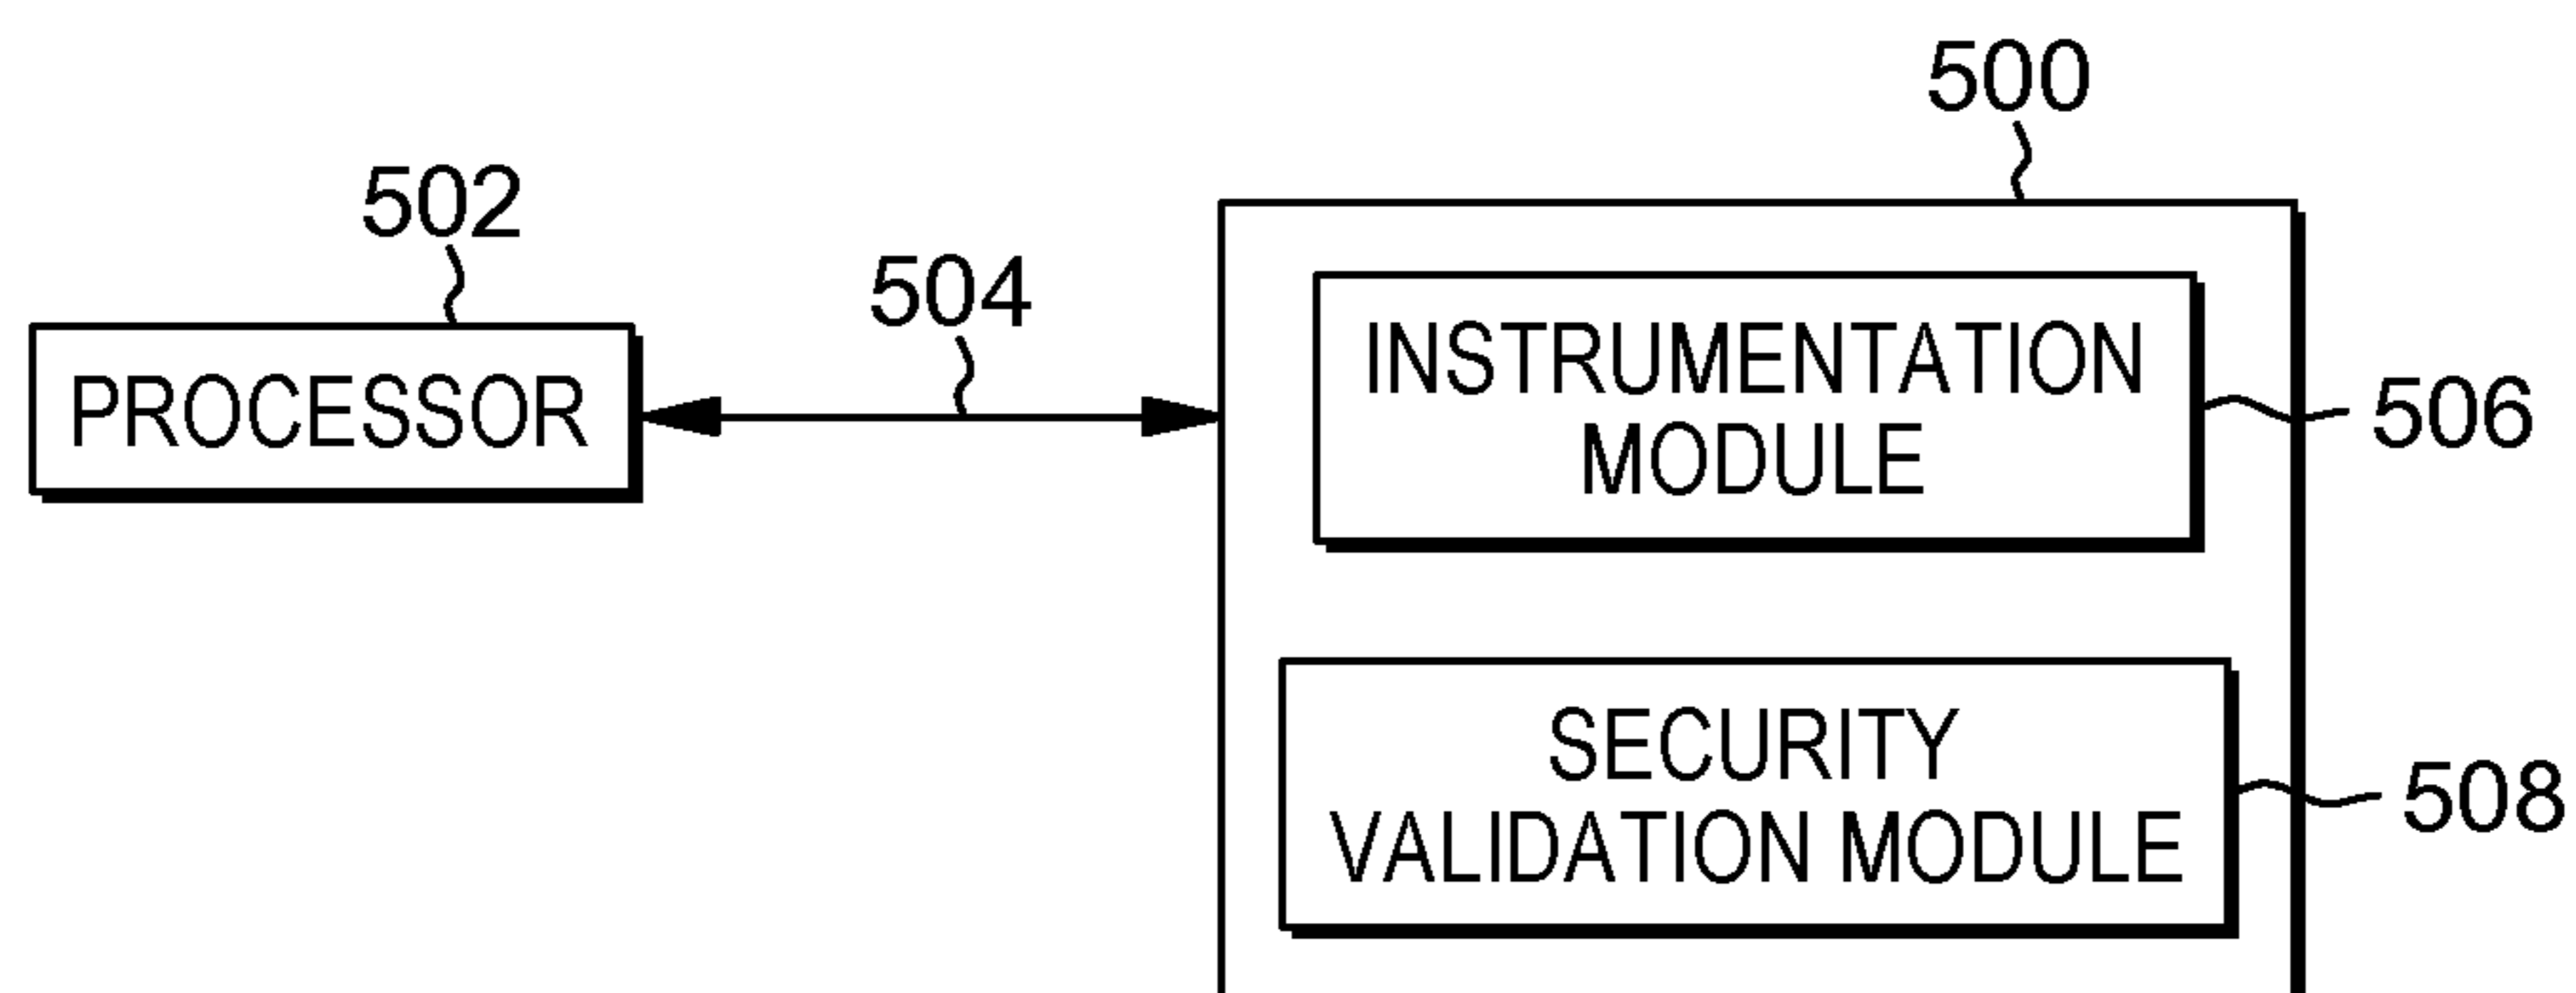 500
502
504
PROCESSOR
INSTRUMENTATION
MODULE
506
SECURITY
VALIDATION MODULE
508